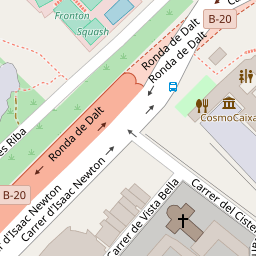 Fronton
Squash
B-20
Ronda de Dalt
Ronda de Dalt
CosmoCaixa
es Riba
Ronda de Dalt
B-20
r d'Isaac Newton
Carrer d'Isaac Newton
Carrer de Vista Bella
Carrer del Cister